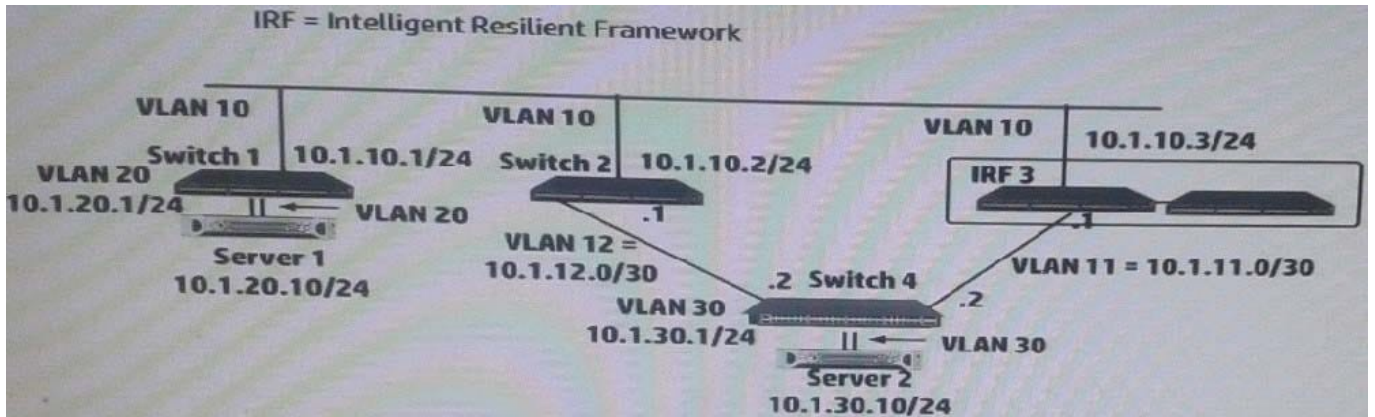 IRF = Intelligent Resilient Framework
VLAN 10
VLAN 10
VLAN 10
10.1.10.3/24
Switch 1
10.1.10.1/24
Switch 2
10.1.10.2/24
IRF 3
VLAN 20
10.1.20.1/24
VLAN 20
.1
.1
Server 1
10.1.20.10/24
VLAN 12 =
10.1.12.0/30
.2
Switch 4
VLAN 11 = 10.1.11.0/30
.2
VLAN 30
10.1.30.1/24
VLAN 30
Server 2
10.1.30.10/24